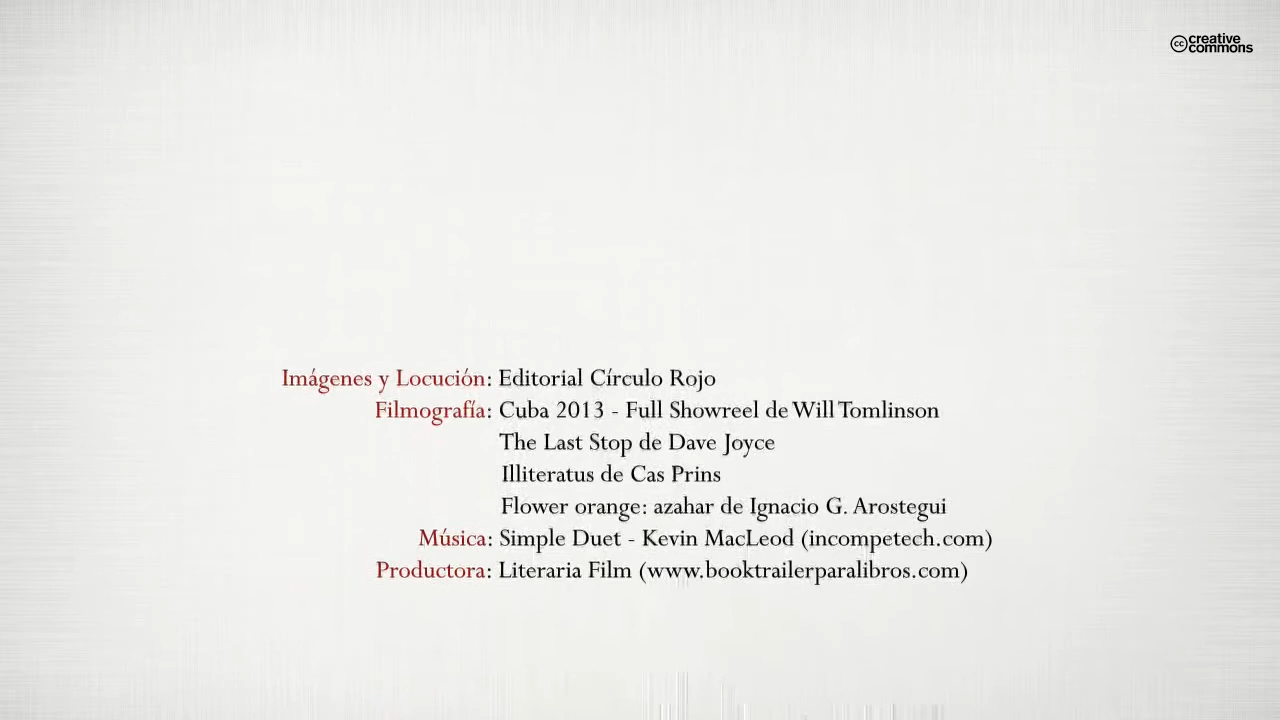 cc creative
commons
Imágenes y Locución: Editorial Círculo Rojo
Filmografía: Cuba 2013 - Full Showreel de Will Tomlinson
The Last Stop de Dave Joyce
Illiteratus de Cas Prins
Flower orange: azahar de Ignacio G. Arostegui
Música: Simple Duet - Kevin MacLeod (incompetech.com)
Productora: Literaria Film (www.booktrailerparalibros.com)